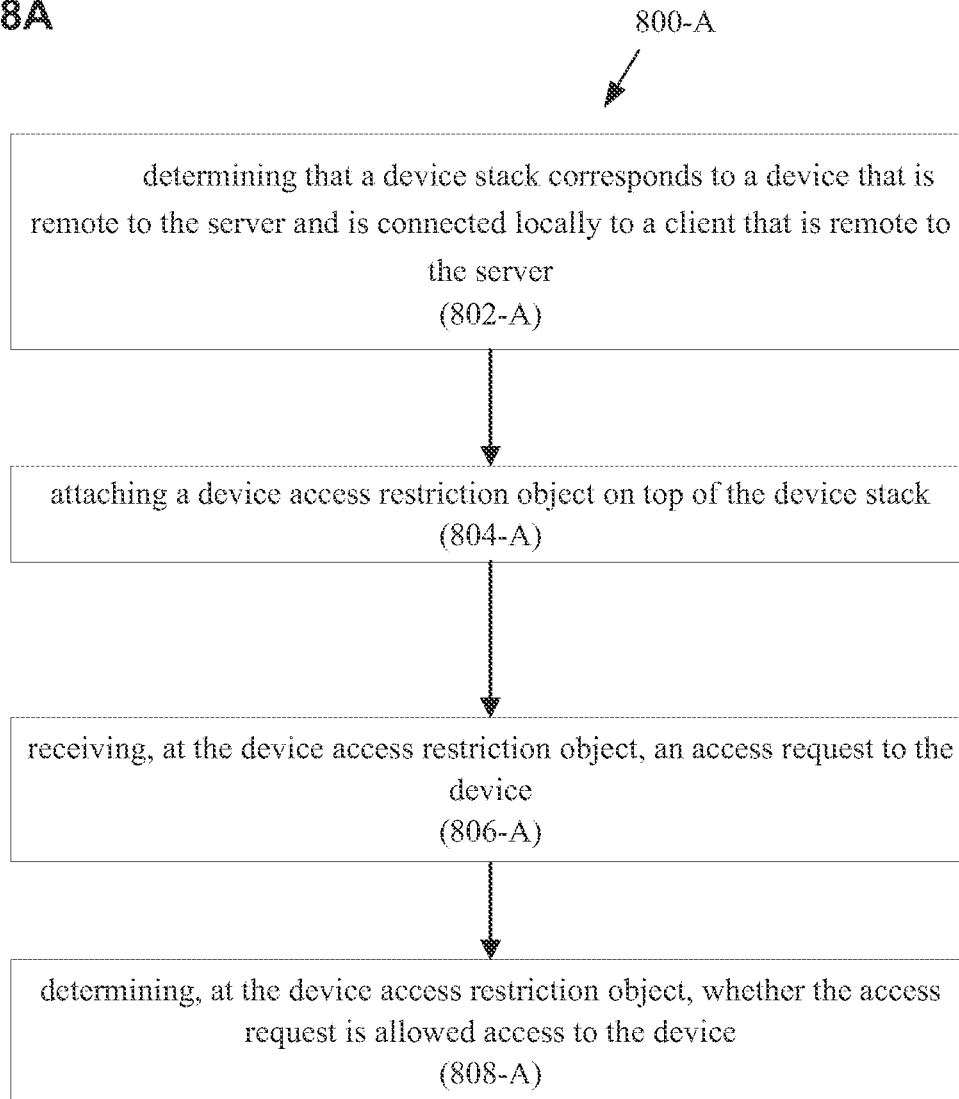 8A
800-A
determining that a device stack corresponds to a device that is
remote to the server and is connected locally to a client that is remote to
the server
(802-A)
attaching a device access restriction object on top of the device stack
(804-A)
receiving, at the device access restriction object, an access request to the
device
(806-A)
determining, at the device access restriction object, whether the access
request is allowed access to the device
(808-A)